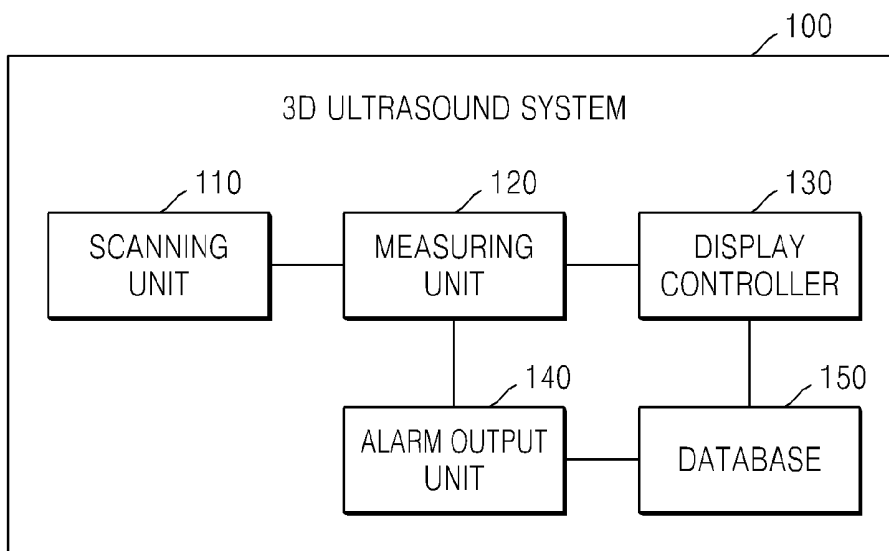 100
3D ULTRASOUND SYSTEM
110
120
130
SCANNING
UNIT
MEASURING
UNIT
DISPLAY
CONTROLLER
140
150
ALARM OUTPUT
UNIT
DATABASE